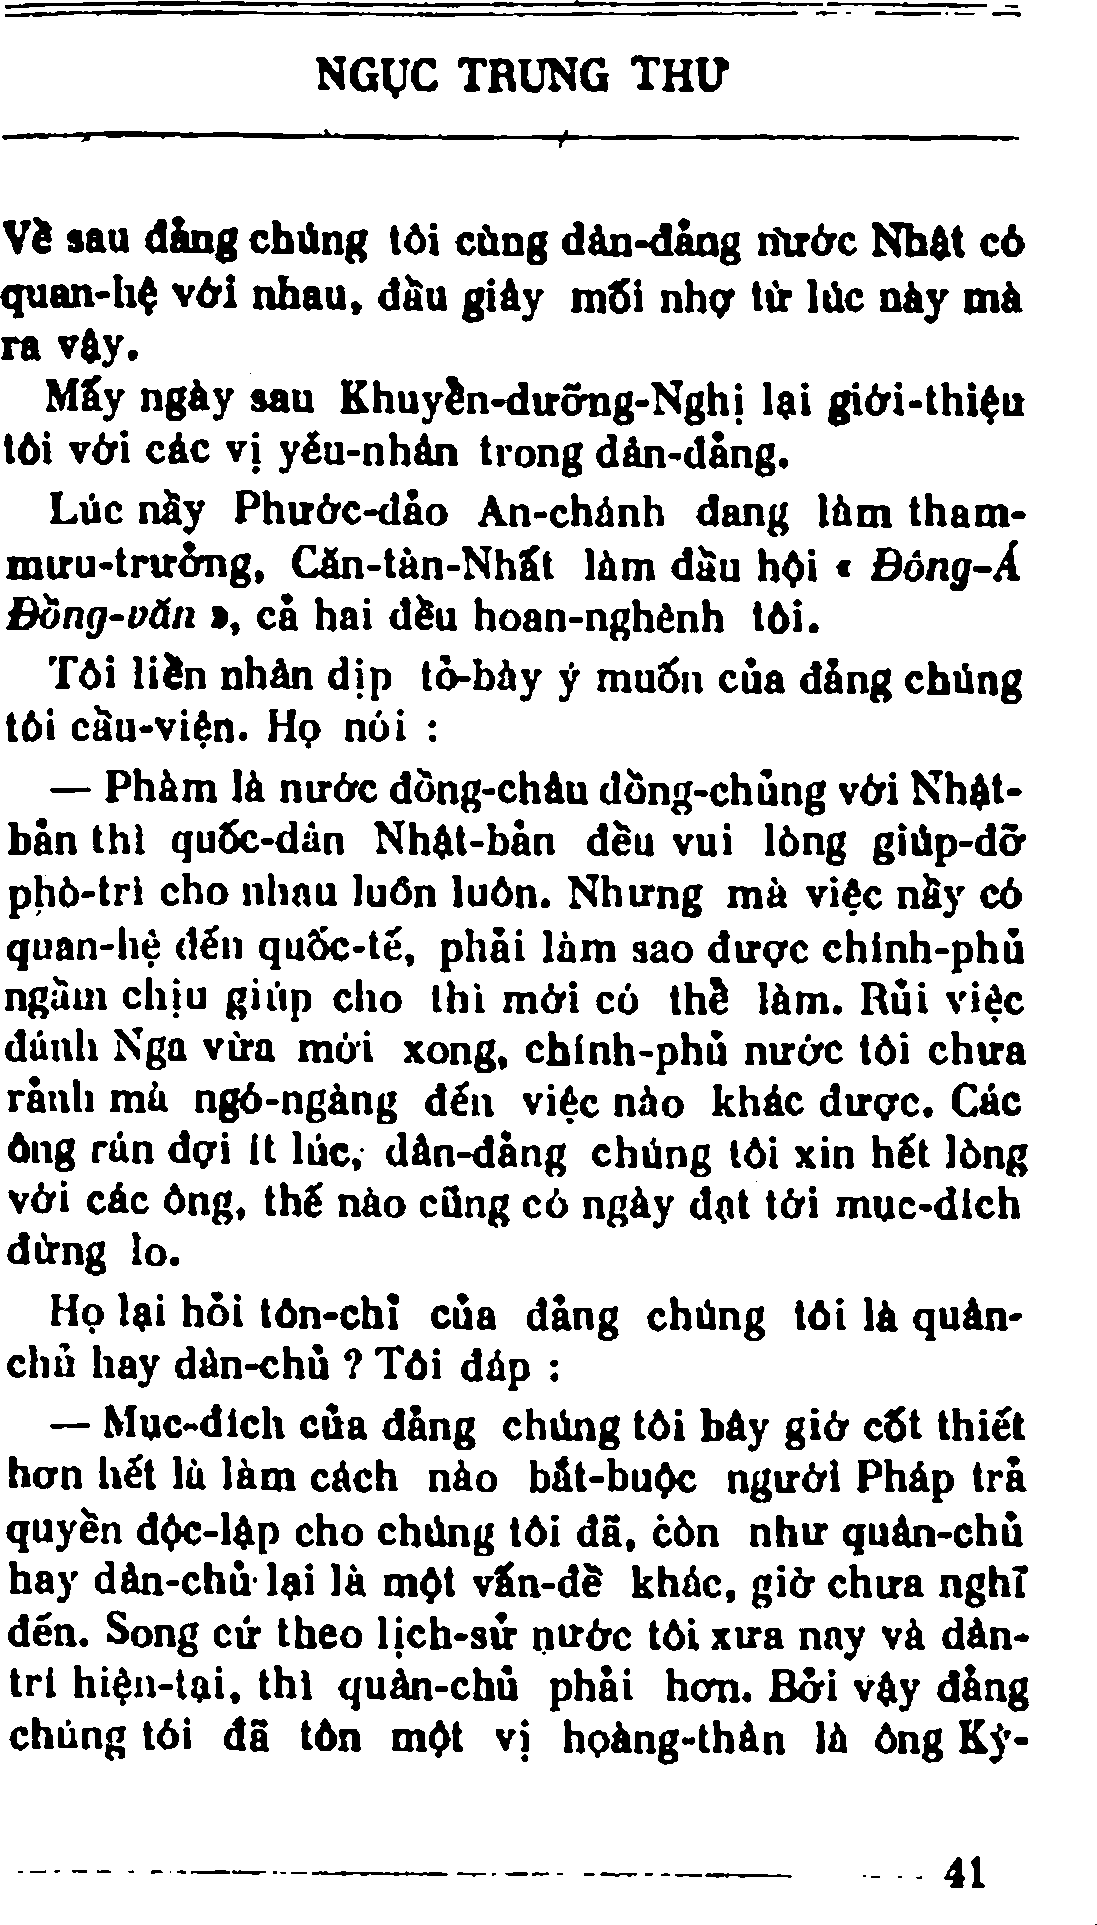 NGỤC TRUNG THƯ
Về sau đảng chúng tôi cùng dân-đảng nước Nhật có
quan-hệ với nhau, đầu giây mối nhợ từ lúc này mà
ra vậy.
Mấy ngày sau Khuyển-dưỡng-Nghị lại giới-thiệu
tôi với các vị yếu-nhân trong dân-đảng.
Lúc nầy Phước-đảo An-chánh đang làm tham-
mưu-trưởng, Căn-tàn-Nhất làm đầu hội « Đông-Á
Đồng-văn », cả hai đều hoan-nghênh tôi.
Tôi liền nhân dịp tỏ-bày ý muốn của đảng chúng
tôi cầu-viện. Họ nói :
— Phàm là nước đồng-châu đồng-chủng với Nhật-
bản thì quốc-dân Nhật-bản đều vui lòng giúp-đỡ
phò-trì cho nhau luôn luôn. Nhưng mà việc nầy có
quan-hệ đến quốc-tế, phải làm sao được chính-phủ
ngầm chịu giúp cho thì mới có thể làm. Rủi việc
đánh Nga vừa mới xong, chính-phủ nước tôi chưa
rảnh mà ngó-ngàng đến việc nào khác được. Các
ông rán đợi ít lúc, dân-đảng chúng tôi xin hết lòng
với các ông, thế nào cũng có ngày đạt tới mục-đích
đừng lo.
Họ lại hỏi tôn-chỉ của đảng chúng tôi là quân-
chủ hay dân-chủ ? Tôi đáp :
— Mục-đích của đảng chúng tôi bây giờ cốt thiết
hơn hết là làm cách nào bắt-buộc người Pháp trả
quyền độc-lập cho chúng tôi đã, còn như quân-chủ
hay dân-chủ lại là một vấn-đề khác, giờ chưa nghĩ
đến. Song cứ theo lịch-sử nước tôi xưa nay và dân-
trí hiện-tại, thì quân-chủ phải hơn. Bởi vậy đảng
chúng tôi đã tôn một vị hoàng-thân là ông Kỳ-
41